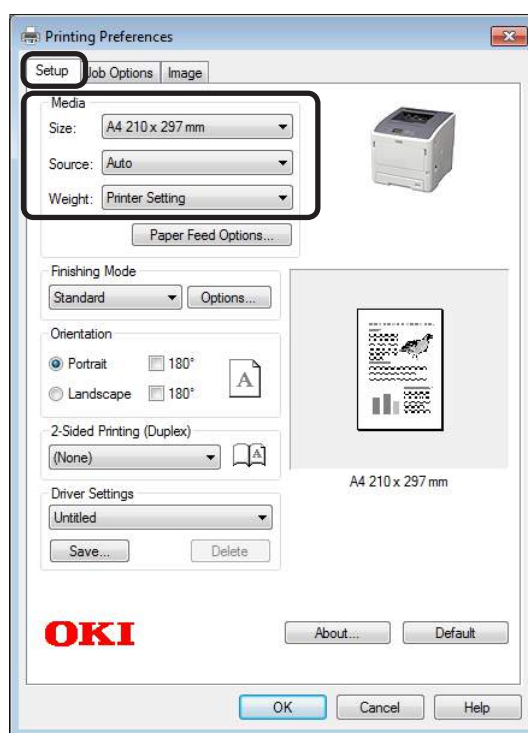 Printing Preferences
Setup Job Options Image
Media
Size: A4 210 x 297 mm
Source: Auto
Weight: Printer Setting
Paper Feed Options...
Finishing Mode
Standard Options...
Orientation
Portrait 180°
Landscape 180°
A
2-Sided Printing (Duplex)
(None)
A
A4 210 x 297 mm
Driver Settings
Untitled
Save... Delete
OKI
About... Default
OK Cancel Help